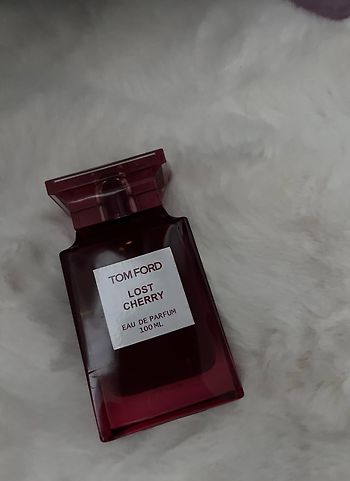 TOM FORD
LOST
CHERRY
EAU DE PARFUM
100 ML